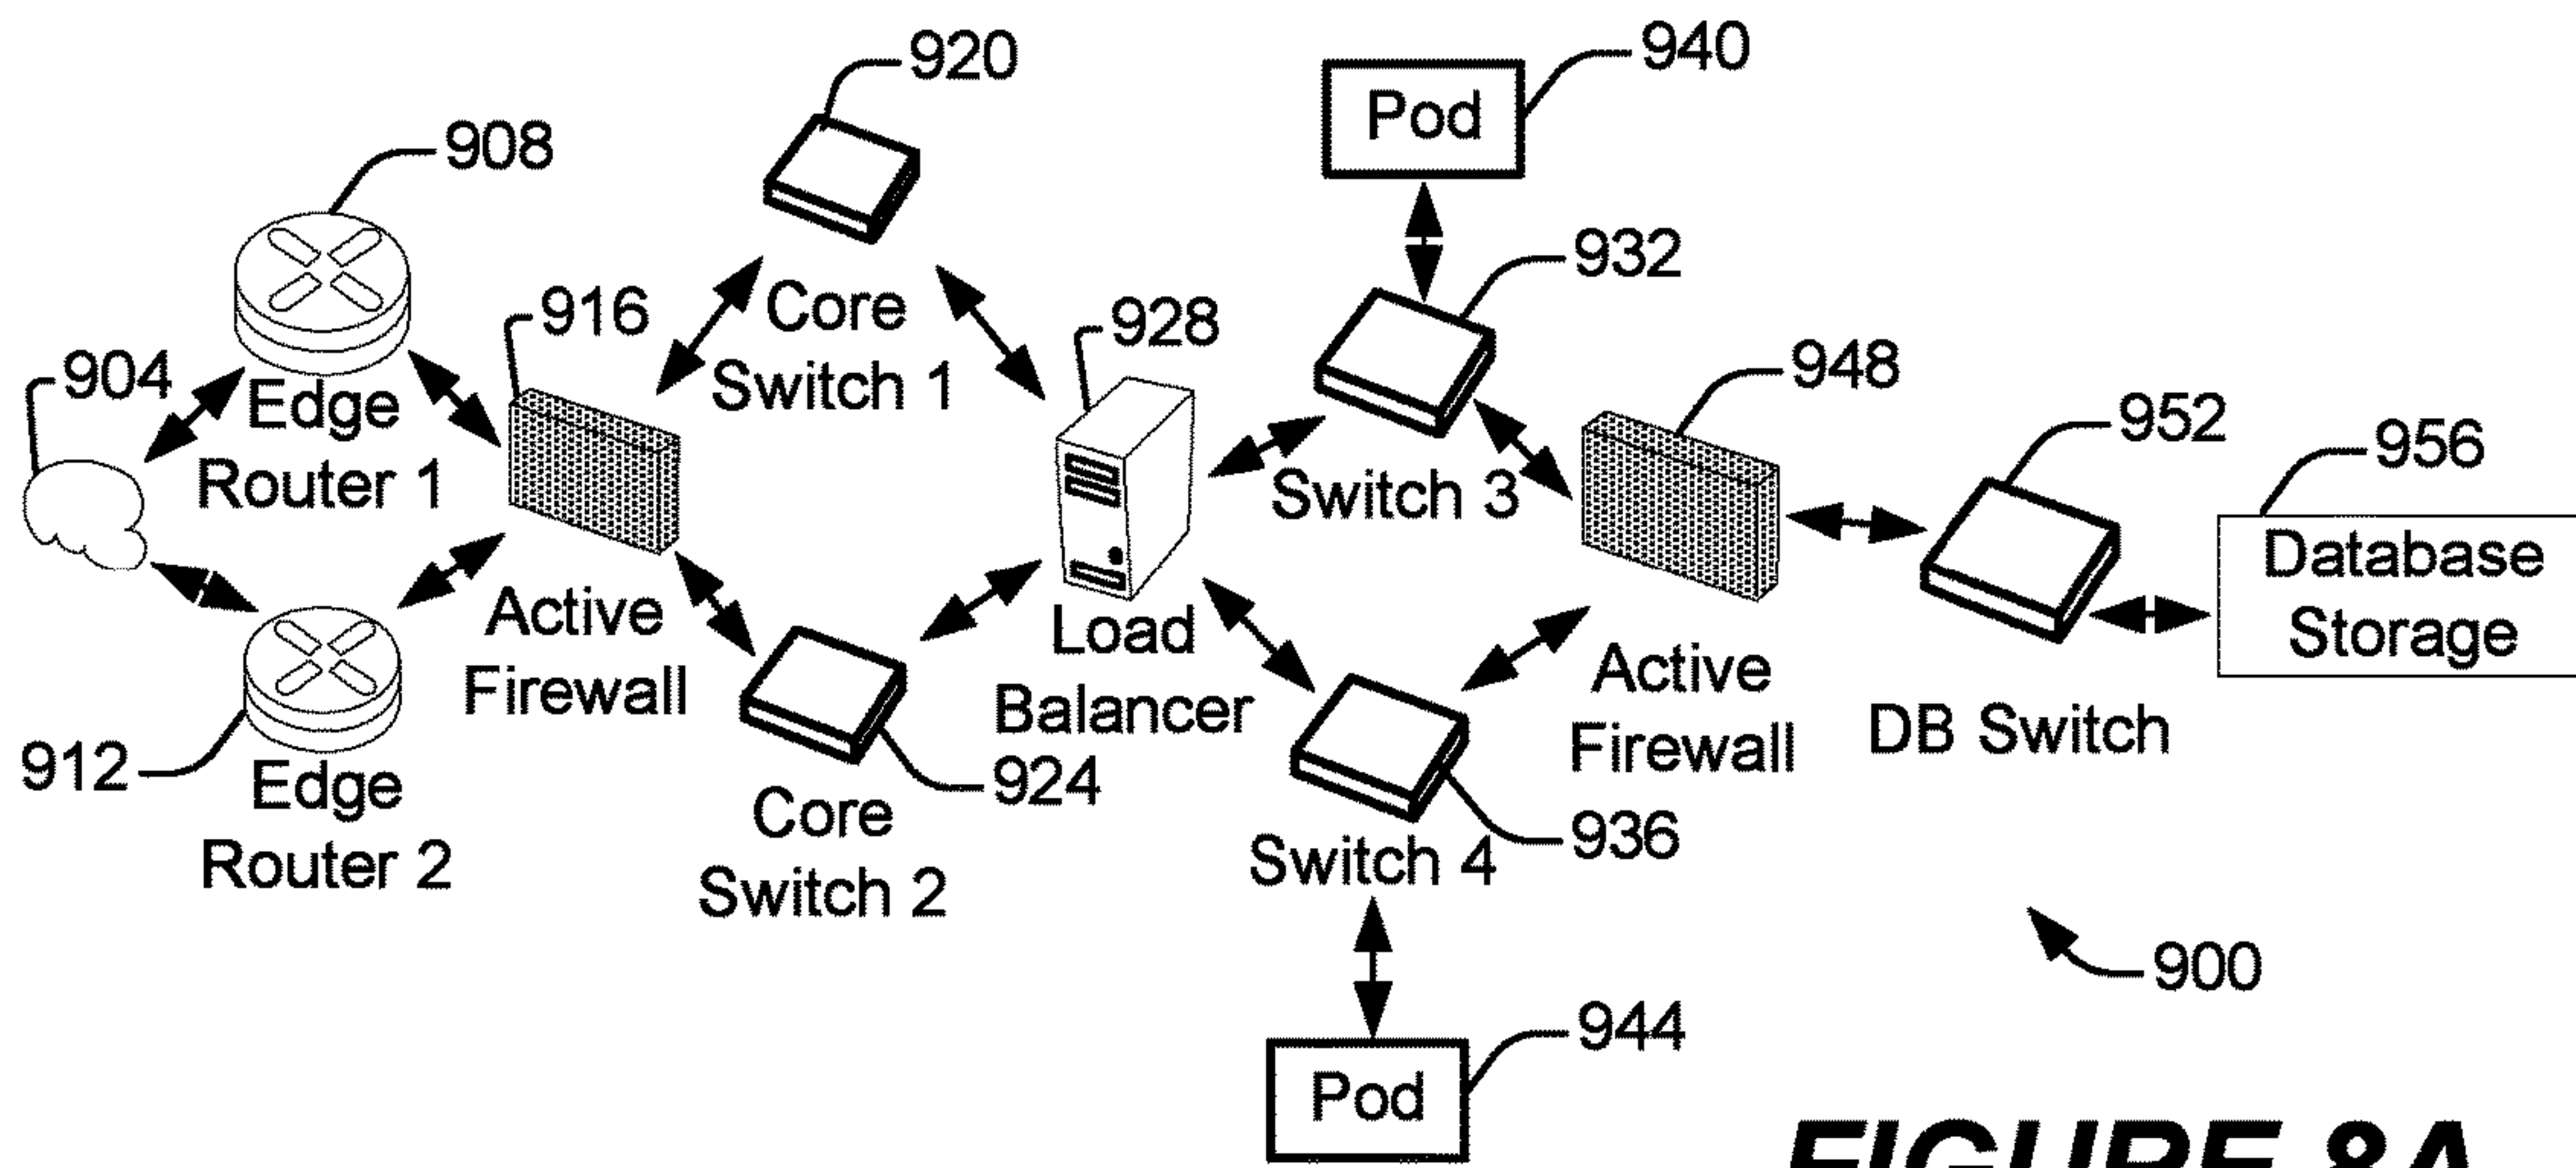 920
940
Pod
908
932
916
Core
Switch 1
928
948
904
Edge
Router 1
952
956
Switch 3
Database
Storage
Active
Firewall
Load
Balancer
Active
Firewall
DB Switch
912
Edge
Router 2
924
Core
Switch 2
936
Switch 4
900
944
Pod
FIGURE 8A